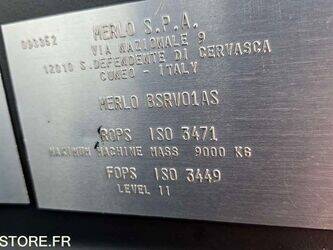 098352 MERLO S.P.A.
VIA NAZIONALE 9
12010 S.DEFENDENTE DI CERVASCA
CUNEO - ITALY
MERLO BSRV01AS
ROPS ISO 3471
MAXIMUM MACHINE MASS 9000 KG
FOPS ISO 3449
LEVEL II
STORE.FR